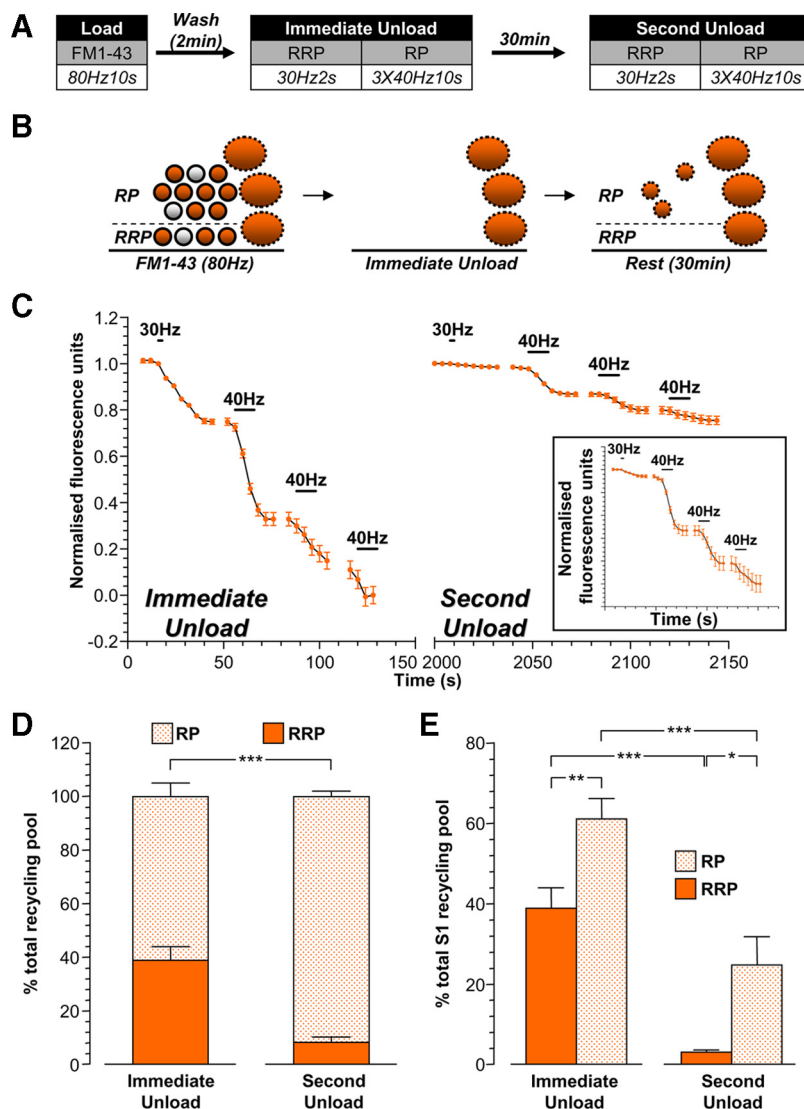 A
Load
Wash (2min)
Immediate Unload
30min
Second Unload
FM1-43
RRP
RP
RRP
RP
80Hz10s
30Hz2s
3X40Hz10s
30Hz2s
3X40Hz10s
B
RP
RRP
FM1-43 (80Hz)
Immediate Unload
RP
RRP
Rest (30min)
C
Normalised fluorescence units
1.2
1.0
0.8
0.6
0.4
0.2
0.0
-0.2
30Hz
40Hz
40Hz
40Hz
Immediate
Unload
30Hz
40Hz
40Hz
40Hz
Second
Unload
Normalised
fluorescence units
30Hz
40Hz
40Hz
40Hz
Time (s)
0 50 100 150 2000 2050 2100 2150
Time (s)
D
RP
RRP
% total recycling pool
120
100
80
60
40
20
0
***
Immediate
Unload
Second
Unload
E
% total S1 recycling pool
80
60
40
20
0
***
***
*
**
RP
RRP
Immediate
Unload
Second
Unload